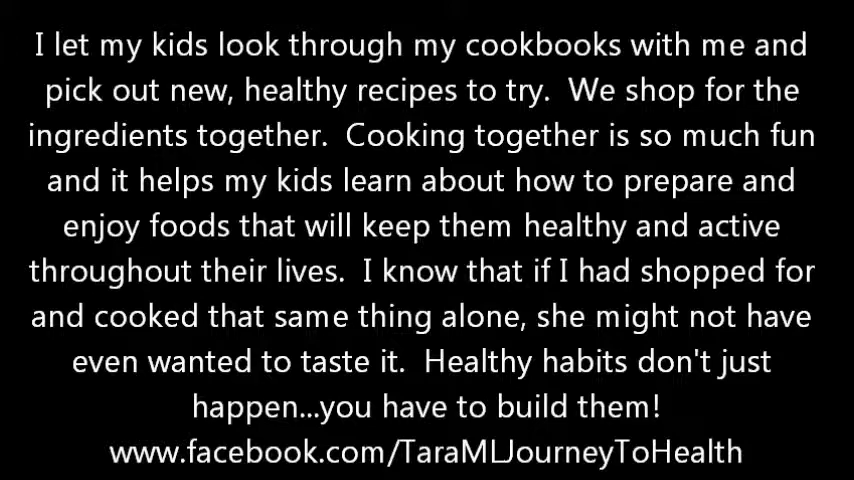 I let my kids look through my cookbooks with me and
pick out new, healthy recipes to try.  We shop for the
ingredients together.  Cooking together is so much fun
and it helps my kids learn about how to prepare and
enjoy foods that will keep them healthy and active
throughout their lives.  I know that if I had shopped for
and cooked that same thing alone, she might not have
even wanted to taste it.  Healthy habits don't just
happen...you have to build them!
www.facebook.com/TaraMLJourneyToHealth